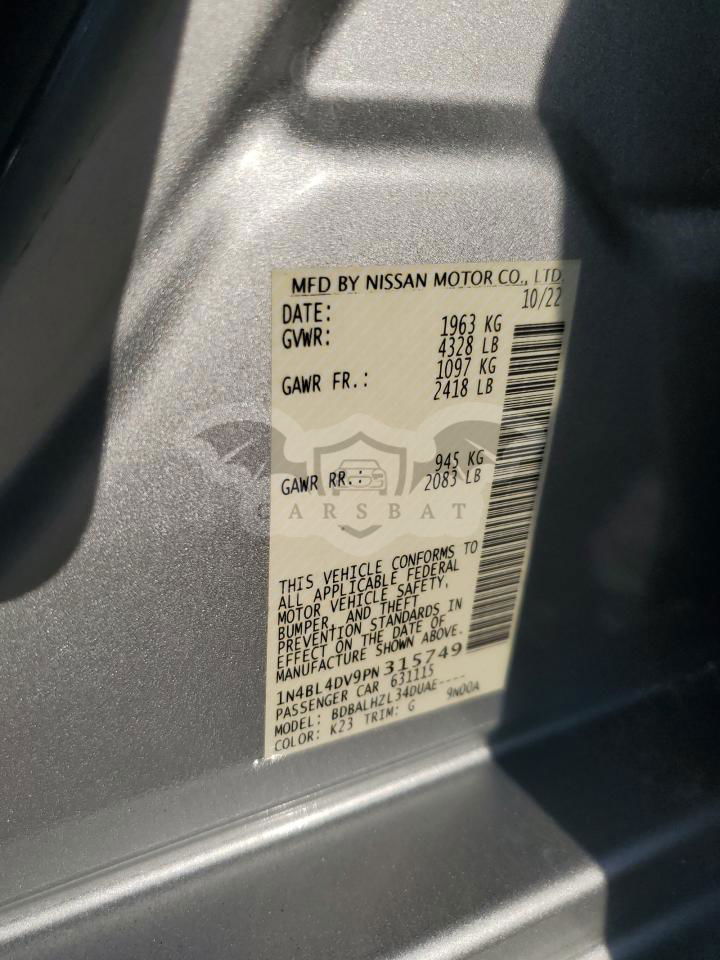 MFD BY NISSAN MOTOR CO., LTD.
DATE: 10/22
GVWR: 1963 KG
4328 LB
GAWR FR.: 1097 KG
2418 LB
GAWR RR.: 945 KG
2083 LB
CARSBAT
THIS VEHICLE CONFORMS TO
ALL APPLICABLE FEDERAL
MOTOR VEHICLE SAFETY,
BUMPER, AND THEFT
PREVENTION STANDARDS IN
EFFECT ON THE DATE OF
MANUFACTURE SHOWN ABOVE.
1N4BL4DV9PN315749
PASSENGER CAR 631115
MODEL: BDBALHZL34DUAE----
COLOR: K23 TRIM: G 9N00A